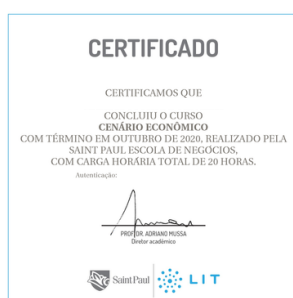 CERTIFICADO
CERTIFICAMOS QUE
CONCLUIU O CURSO
CENÁRIO ECONÔMICO
COM TÉRMINO EM OUTUBRO DE 2020, REALIZADO PELA
SAINT PAUL ESCOLA DE NEGÓCIOS,
COM CARGA HORÁRIA TOTAL DE 20 HORAS.
Autenticação:
PROF. DR. ADRIANO MUSSA
Diretor acadêmico
Saint Paul
LIT